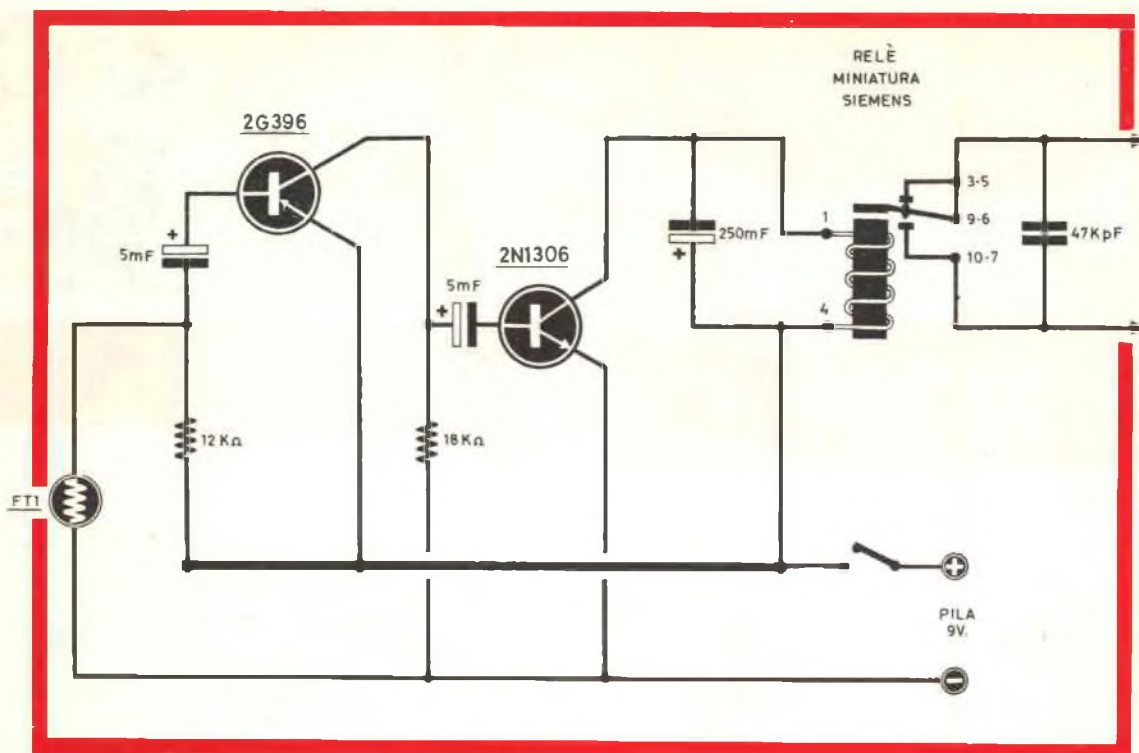 RELÈ
MINIATURA
SIEMENS
2G396
+
5mF
2N1306
5mF
+
250mF
+
1
4
3-5
9-6
10-7
47KpF
12KΩ
18KΩ
FT1
+
PILA
9V.
-